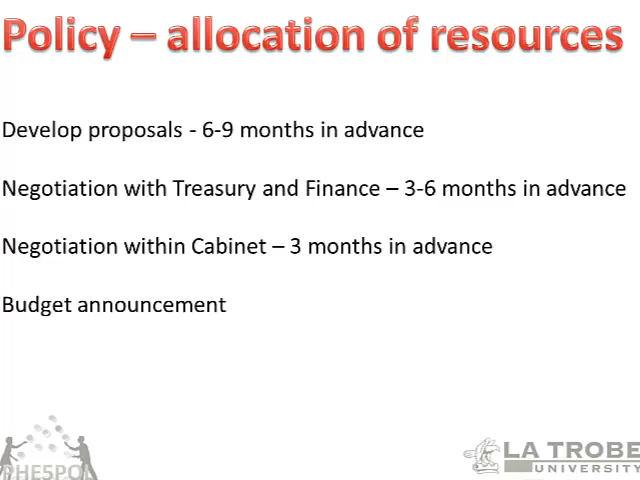 Policy – allocation of resources
Develop proposals - 6-9 months in advance
Negotiation with Treasury and Finance – 3-6 months in advance
Negotiation within Cabinet – 3 months in advance
Budget announcement
PHE5POL
LA TROBE
UNIVERSITY